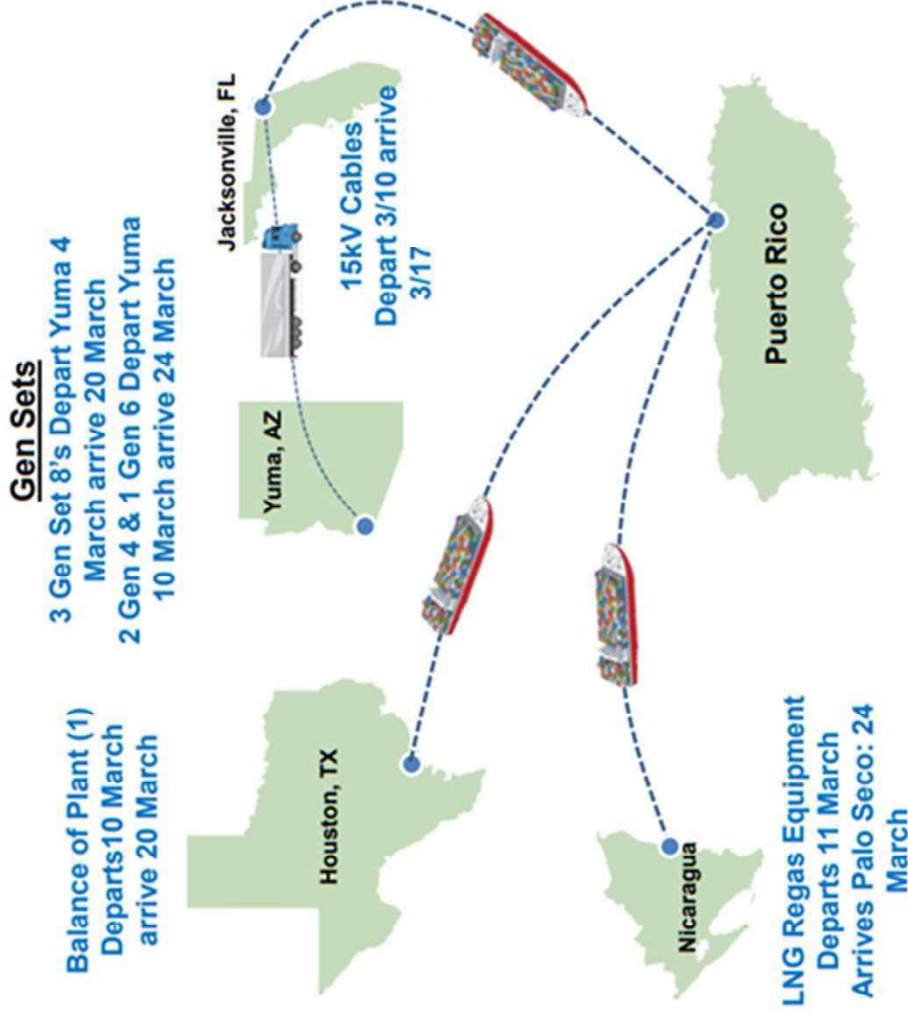 Balance of Plant (1)
Departs10 March
arrive 20 March
Gen Sets
3 Gen Set 8's Depart Yuma 4
March arrive 20 March
2 Gen 4 & 1 Gen 6 Depart Yuma
10 March arrive 24 March
Houston, TX
Yuma, AZ
Jacksonville, FL
15kV Cables
Depart 3/10 arrive
3/17
Nicaragua
Puerto Rico
LNG Regas Equipment
Departs 11 March
Arrives Palo Seco: 24
March